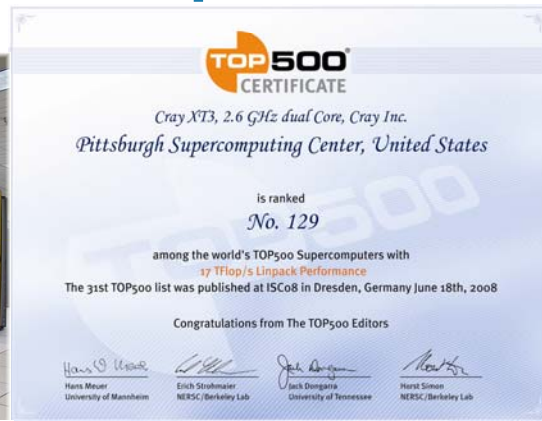 TOP500
CERTIFICATE
Cray XT3, 2.6 GHz dual Core, Cray Inc.
Pittsburgh Supercomputing Center, United States
is ranked
No. 129
among the world's TOP500 Supercomputers with
17 TFlop/s Linpack Performance
The 31st TOP500 list was published at ISC08 in Dresden, Germany June 18th, 2008
Congratulations from The TOP500 Editors
Hans Meuer
University of Mannheim
Erich Strohmaier
NERSC/Berkeley Lab
Jack Dongarra
University of Tennessee
Horst Simon
NERSC/Berkeley Lab